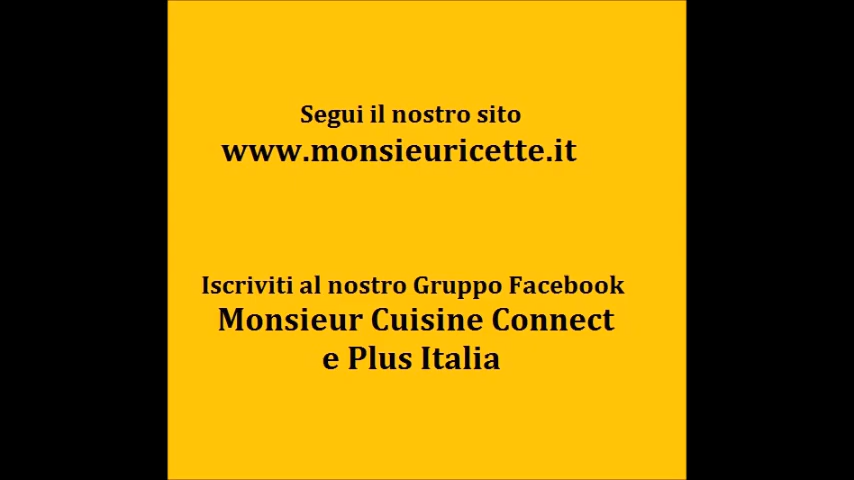 Segui il nostro sito
www.monsieuricette.it
Iscriviti al nostro Gruppo Facebook
Monsieur Cuisine Connect
e Plus Italia